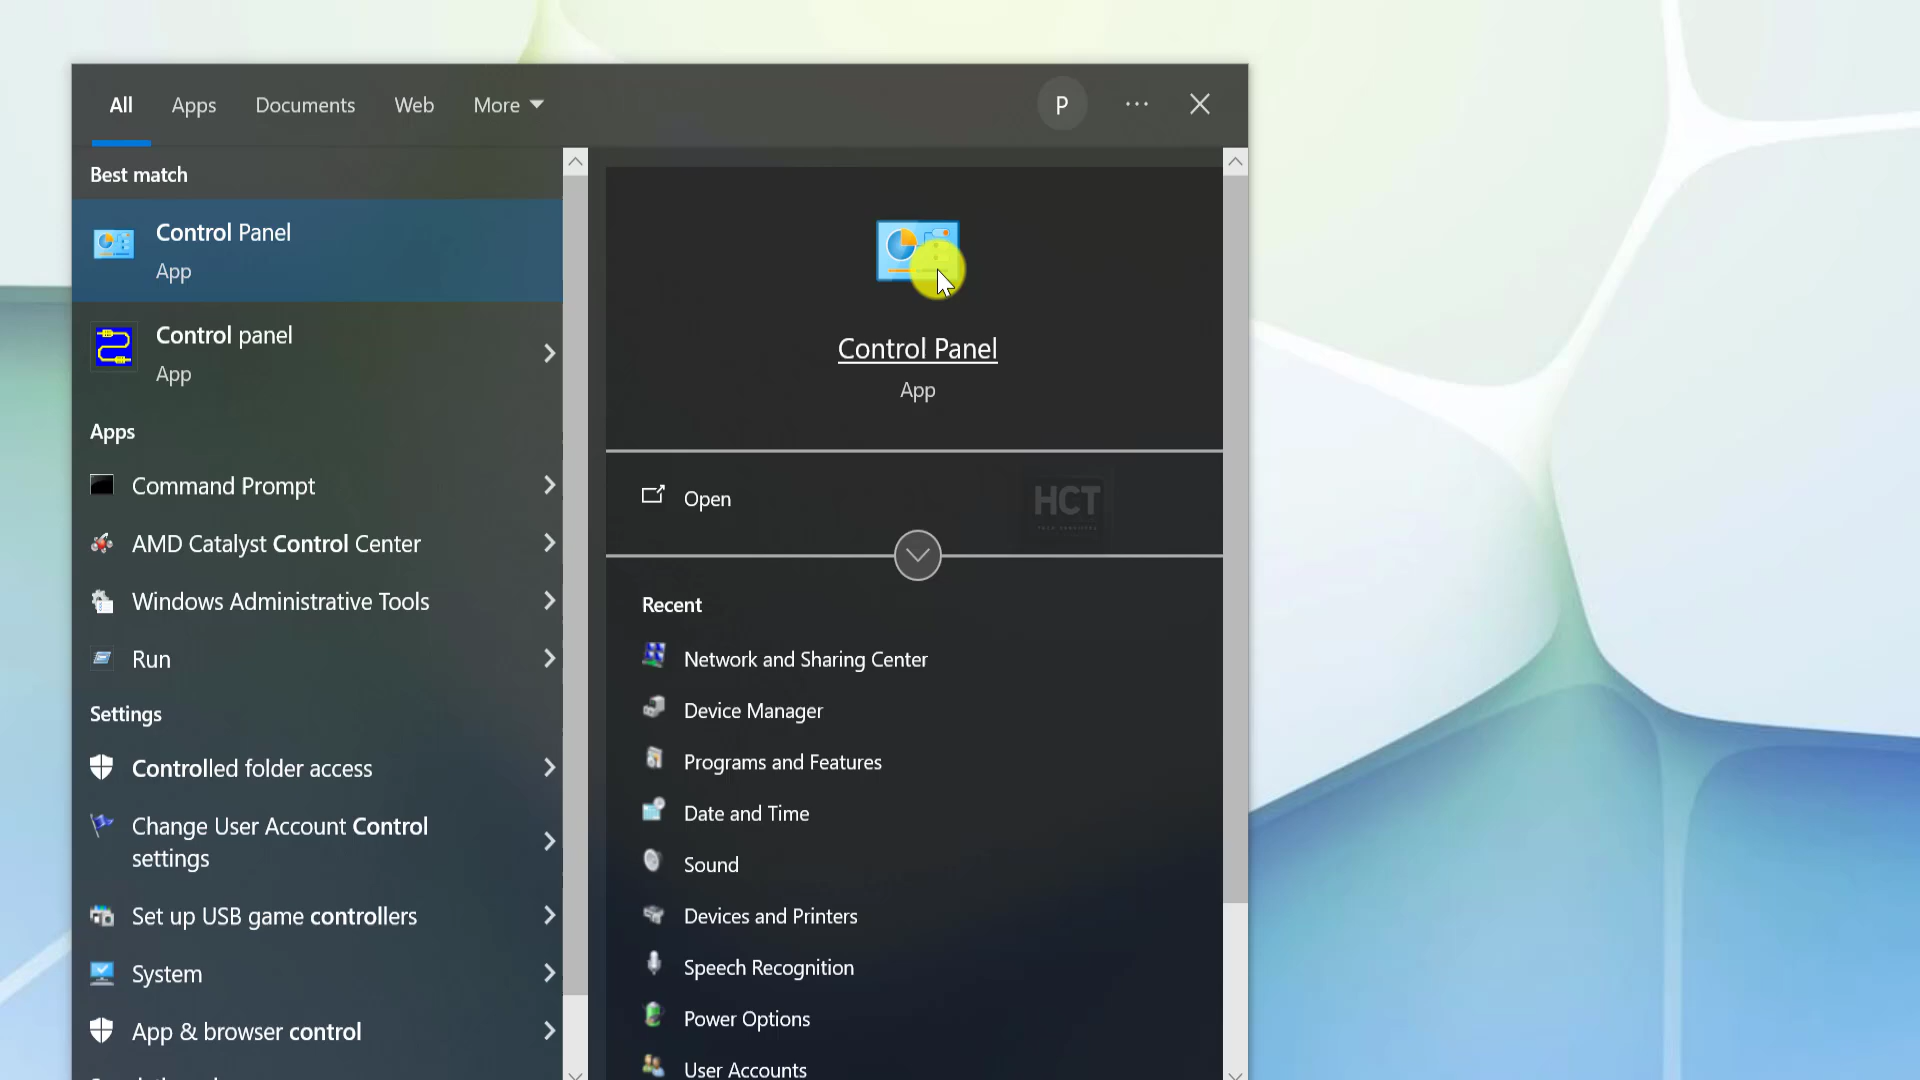 All
Apps
Documents
Web
More
P
Best match
Control Panel
App
Control panel
App
Apps
Command Prompt
AMD Catalyst Control Center
Windows Administrative Tools
Run
Settings
Controlled folder access
Change User Account Control
settings
Set up USB game controllers
System
App & browser control
Control Panel
App
Open
HCT
Recent
Network and Sharing Center
Device Manager
Programs and Features
Date and Time
Sound
Devices and Printers
Speech Recognition
Power Options
User Accounts